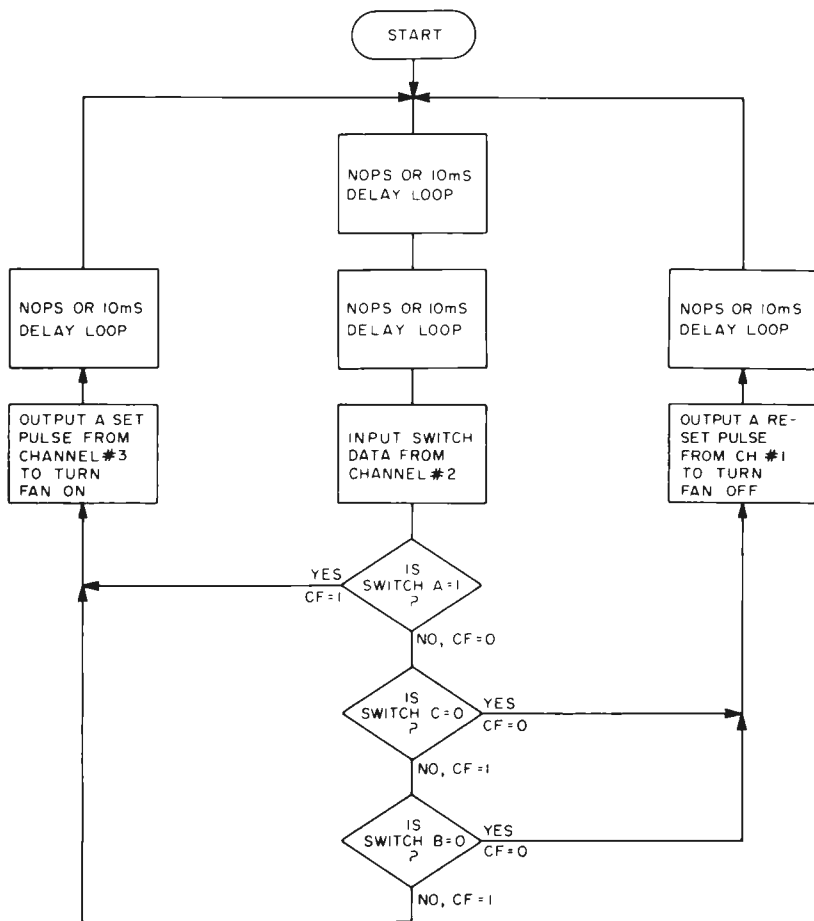 START
NOPS OR 10mS
DELAY LOOP
NOPS OR 10mS
DELAY LOOP
NOPS OR 10mS
DELAY LOOP
NOPS OR 10mS
DELAY LOOP
OUTPUT A SET
PULSE FROM
CHANNEL #3
TO TURN
FAN ON
INPUT SWITCH
DATA FROM
CHANNEL #2
OUTPUT A RE-
SET PULSE
FROM CH #1
TO TURN
FAN OFF
IS
SWITCH A=1
?
YES
CF=1
NO, CF=0
IS
SWITCH C=0
?
YES
CF=0
NO, CF=1
IS
SWITCH B=0
?
YES
CF=0
NO, CF=1